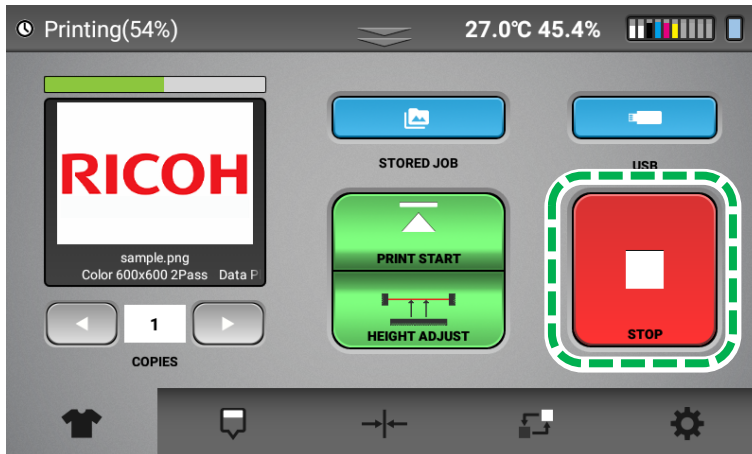 Printing(54%)
27.0℃ 45.4%
RICOH
sample.png
Color 600x600 2Pass Data P
1
COPIES
STORED JOB
USB
PRINT START
HEIGHT ADJUST
STOP